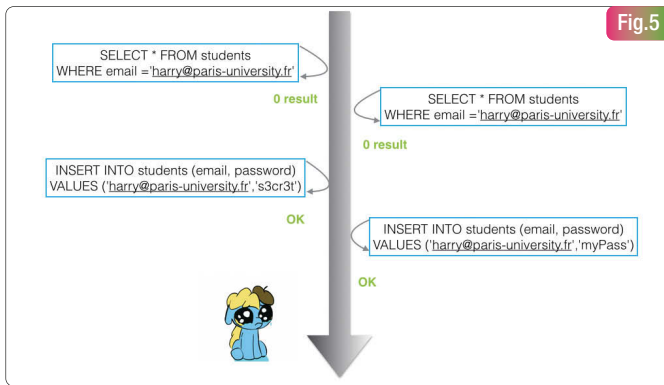 Fig.5
SELECT * FROM students
WHERE email ='harry@paris-university.fr'
0 result
SELECT * FROM students
WHERE email ='harry@paris-university.fr'
0 result
INSERT INTO students (email, password)
VALUES ('harry@paris-university.fr','s3cr3t')
OK
INSERT INTO students (email, password)
VALUES ('harry@paris-university.fr','myPass')
OK